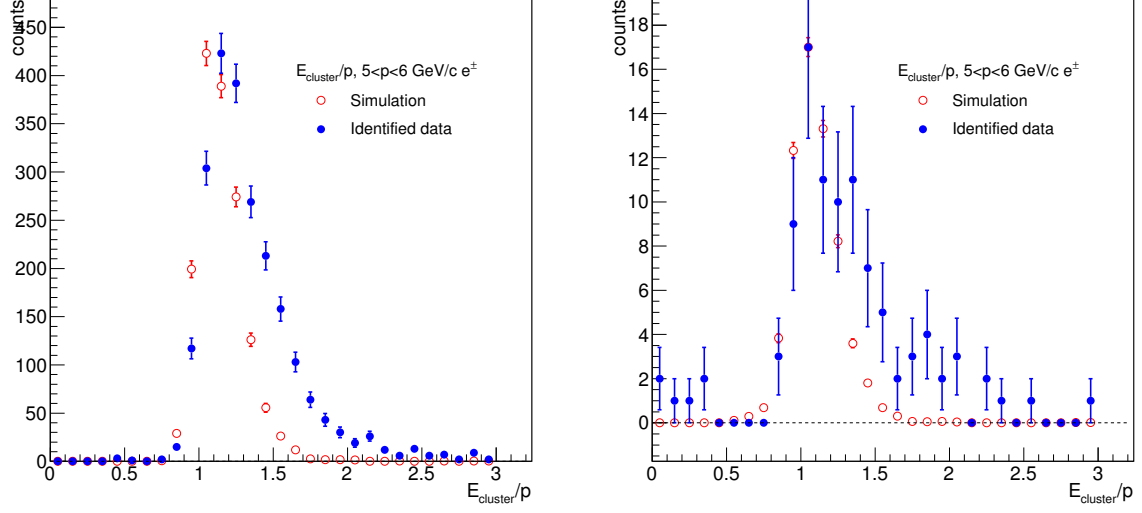 counts
450
400
350
300
250
200
150
100
50
0
0 0.5 1 1.5 2 2.5 3
E_cluster/p
E_cluster/p, 5<p<6 GeV/c e±
Simulation
Identified data
counts
18
16
14
12
10
8
6
4
2
0
0 0.5 1 1.5 2 2.5 3
E_cluster/p
E_cluster/p, 5<p<6 GeV/c e±
Simulation
Identified data